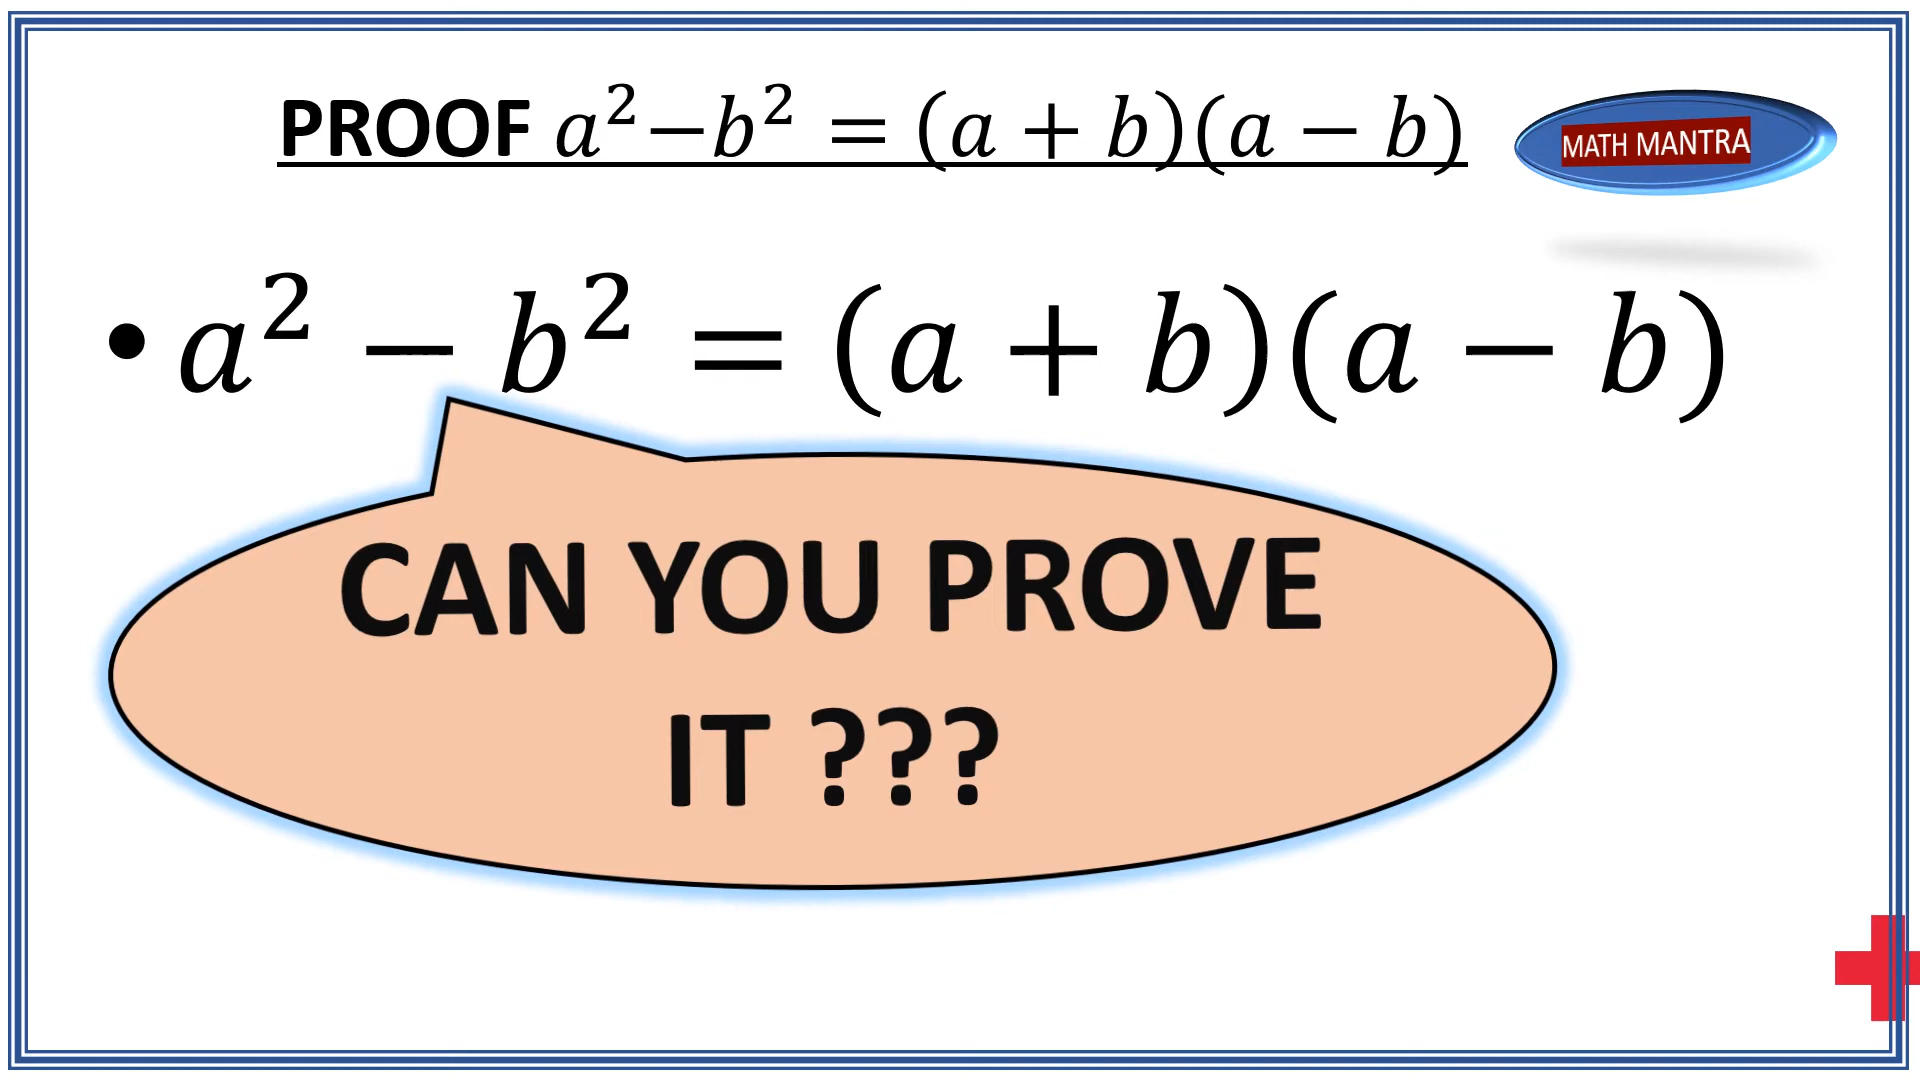 PROOF 𝑎²−𝑏² = (𝑎 + 𝑏)(𝑎 − 𝑏)
MATH MANTRA
• 𝑎² − 𝑏² = (𝑎 + 𝑏)(𝑎 − 𝑏)
CAN YOU PROVE
IT ???